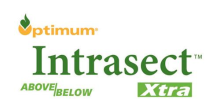 Optimum®
Intrasect™
ABOVE/BELOW Xtra